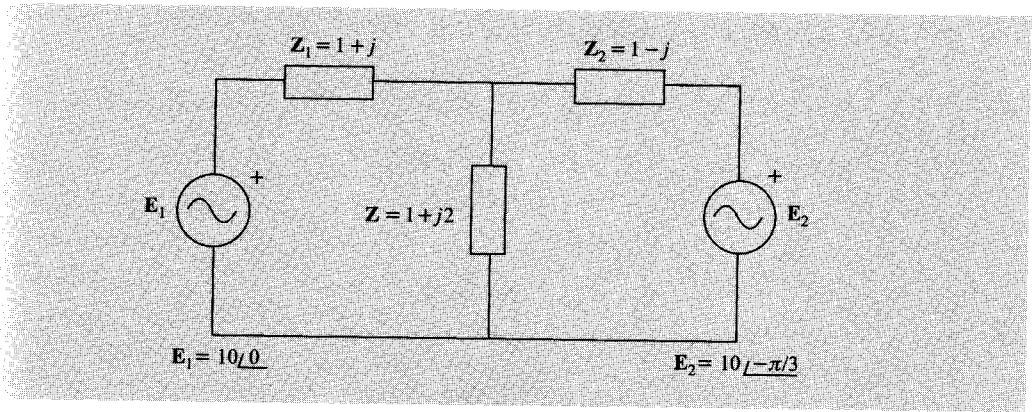 Z₁ = 1 + j
Z₂ = 1 − j
+
+
E₁
Z = 1 + j2
E₂
E₁ = 10∠0
E₂ = 10∠−π/3